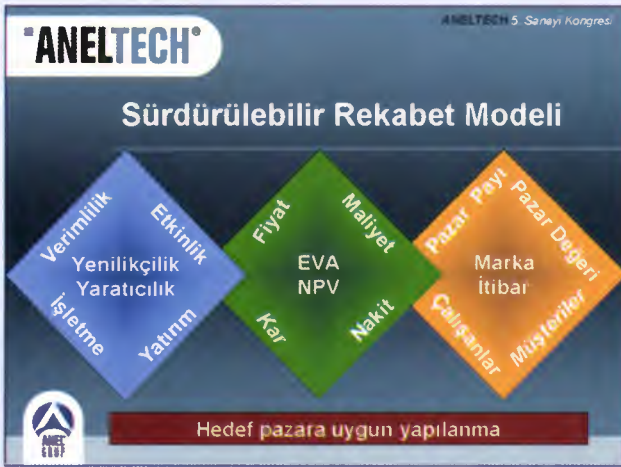 ANELTECH 5. Sanayi Kongresi
"ANELTECH"
Sürdürülebilir Rekabet Modeli
Verimlilik
Etkinlik
Yenilikçilik
Yaratıcılık
İşletme
Yatırım
Fiyat
Maliyet
EVA
NPV
Kar
Nakit
Pazar Payı
Pazar Değeri
Marka
İtibar
Çalışanlar
Müşteriler
Hedef pazara uygun yapılanma
ANEL
GRUP